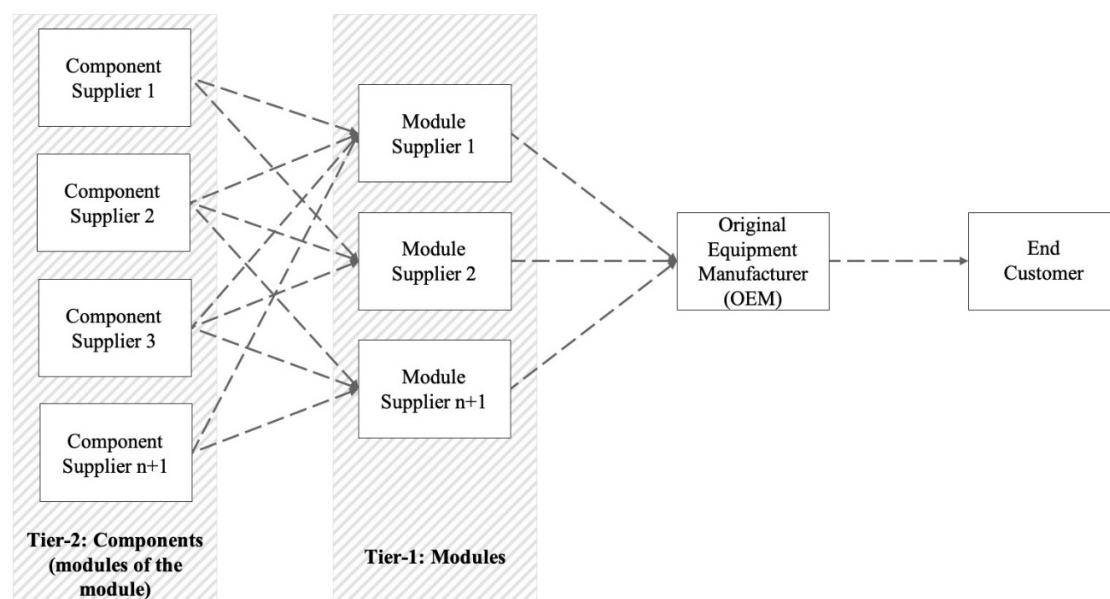 Component
Supplier 1
Component
Supplier 2
Component
Supplier 3
Component
Supplier n+1
Tier-2: Components
(modules of the
module)
Module
Supplier 1
Module
Supplier 2
Module
Supplier n+1
Tier-1: Modules
Original
Equipment
Manufacturer
(OEM)
End
Customer